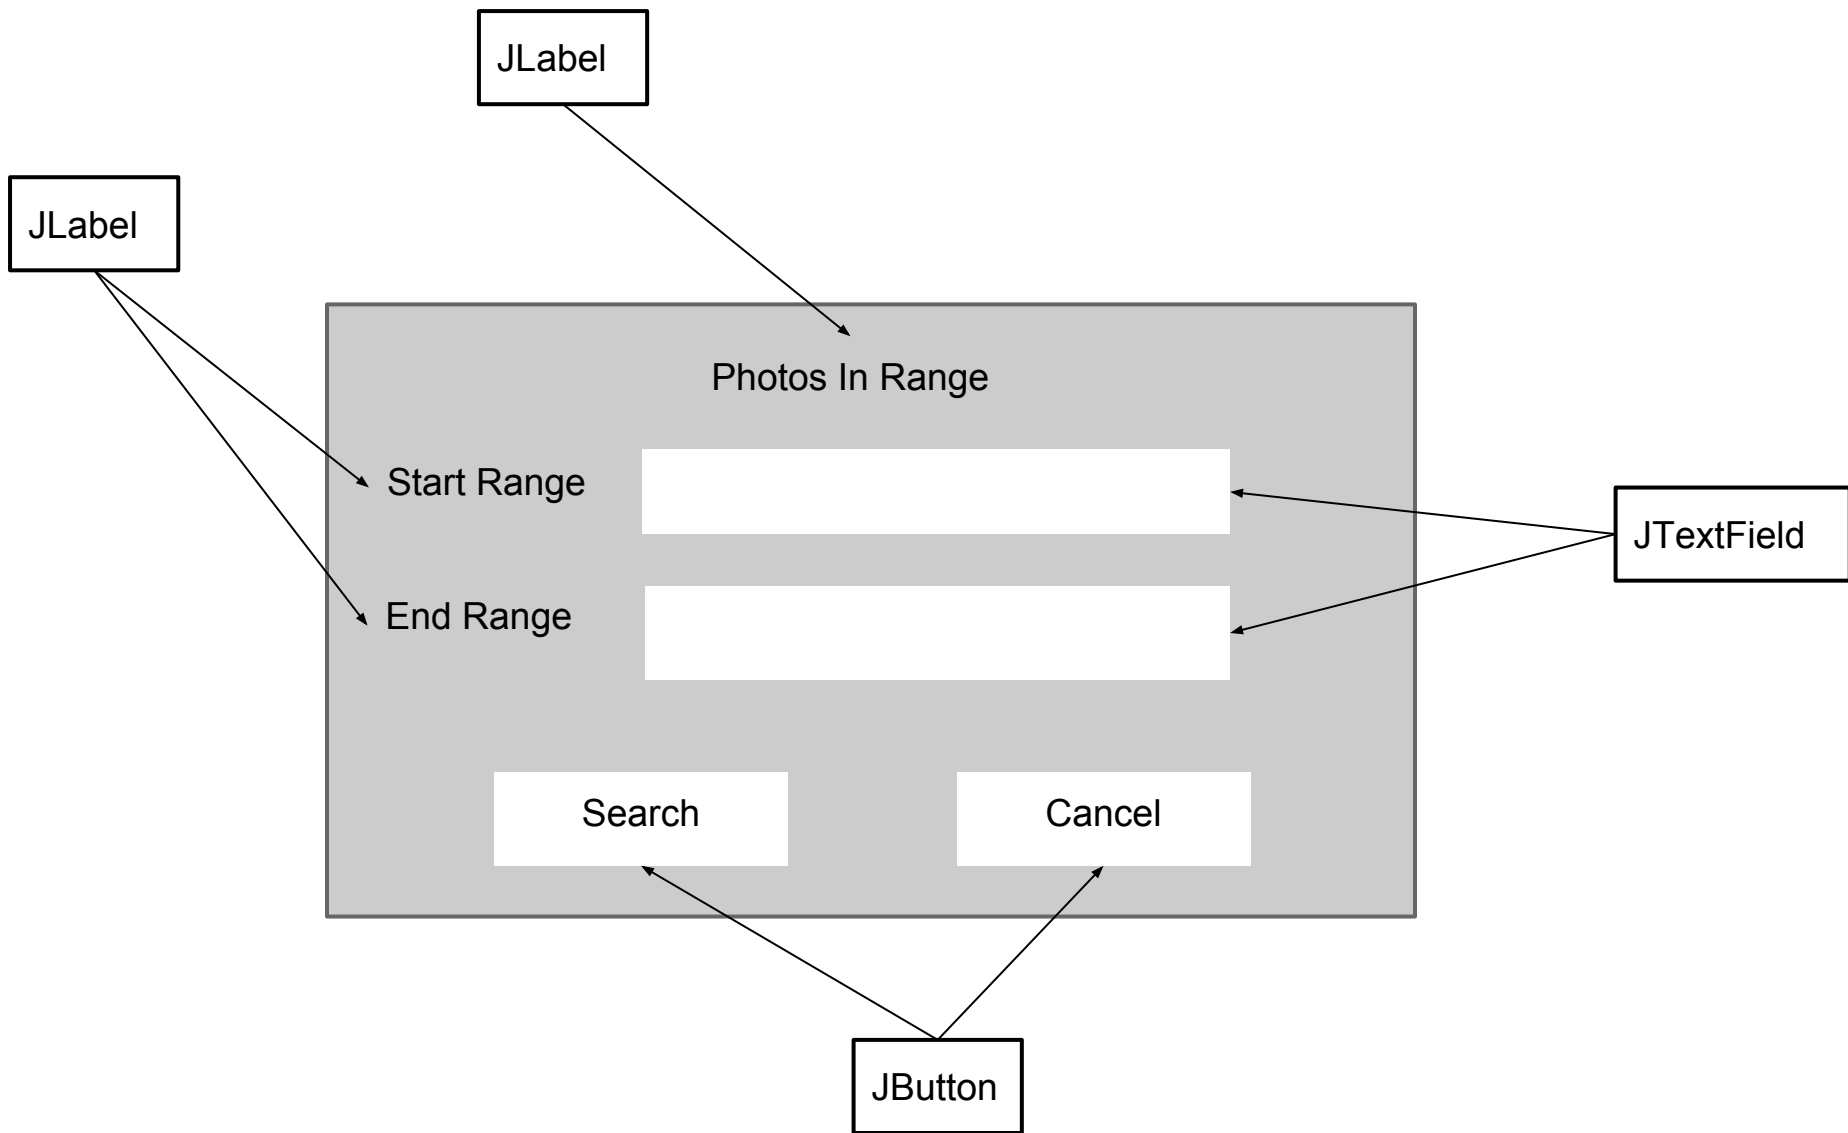 JLabel
JLabel
Photos In Range
Start Range
End Range
JTextField
Search
Cancel
JButton